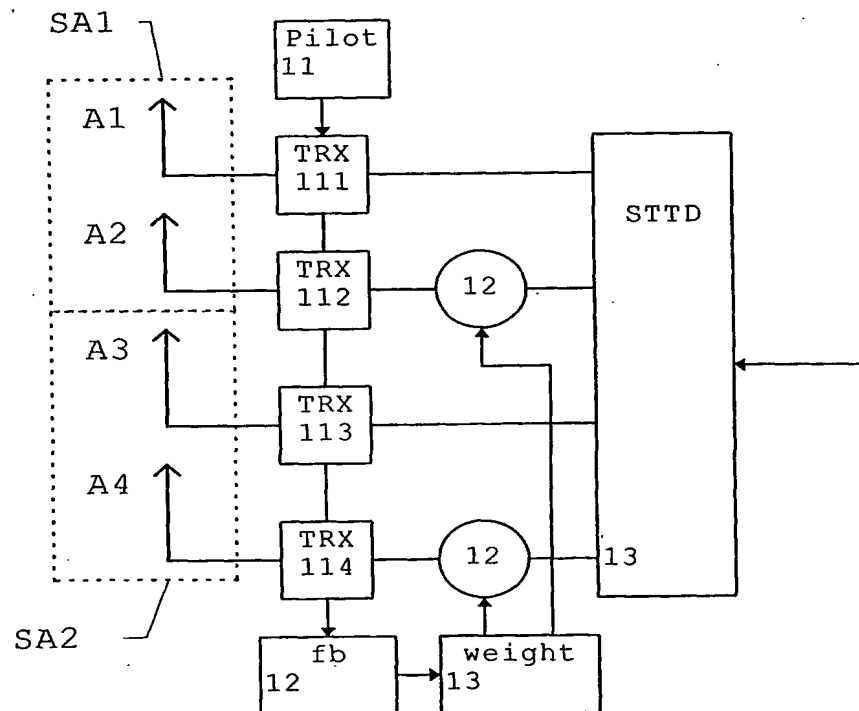 SA1
Pilot
11
A1
TRX
111
STTD
A2
TRX
112
12
A3
TRX
113
A4
TRX
114
12
13
SA2
fb
12
weight
13